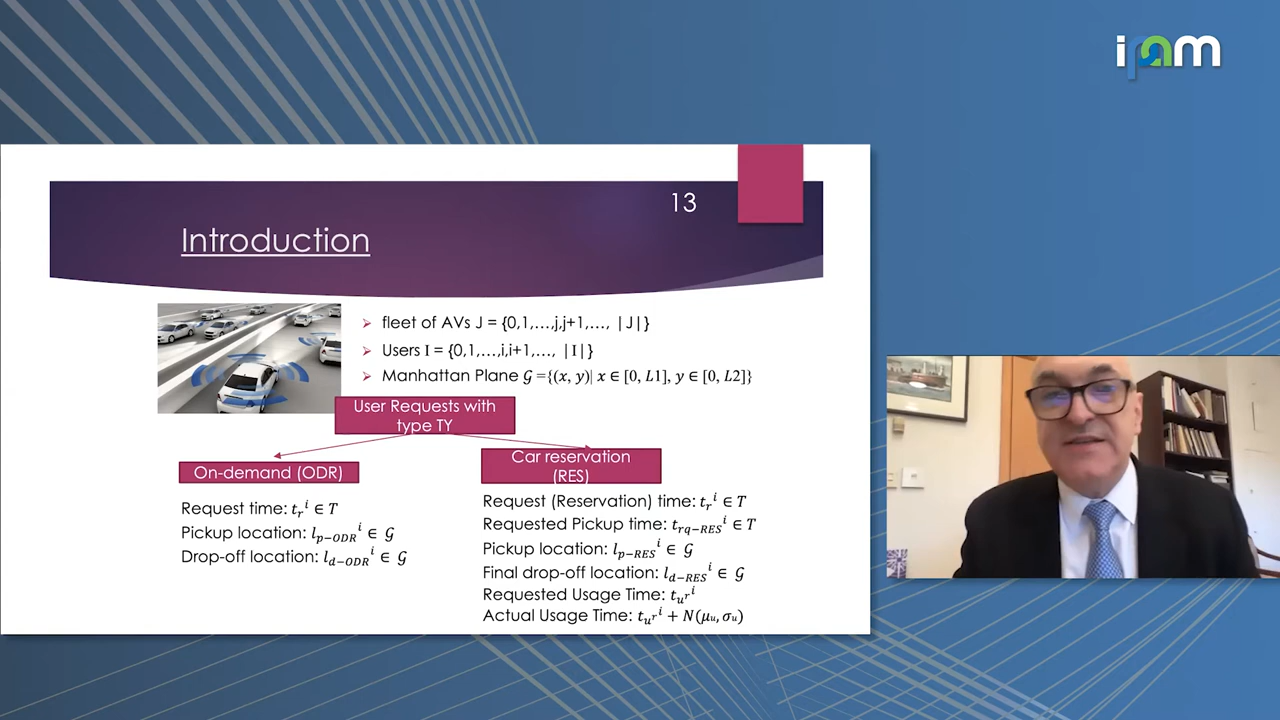 ipam
13
Introduction
fleet of AVs J = {0,1,…,j,j+1,…, |J|}
Users I = {0,1,…,i,i+1,…, |I|}
Manhattan Plane 𝒢 ={(x, y)| x ∈ [0, L1], y ∈ [0, L2]}
User Requests with
type TY
On-demand (ODR)
Car reservation
(RES)
Request time: t_r^i ∈ T
Pickup location: l_{p−ODR}^i ∈ 𝒢
Drop-off location: l_{d−ODR}^i ∈ 𝒢
Request (Reservation) time: t_r^i ∈ T
Requested Pickup time: t_{rq−RES}^i ∈ T
Pickup location: l_{p−RES}^i ∈ 𝒢
Final drop-off location: l_{d−RES}^i ∈ 𝒢
Requested Usage Time: t_{u^r}^i
Actual Usage Time: t_{u^r}^i + N(μ_u, σ_u)